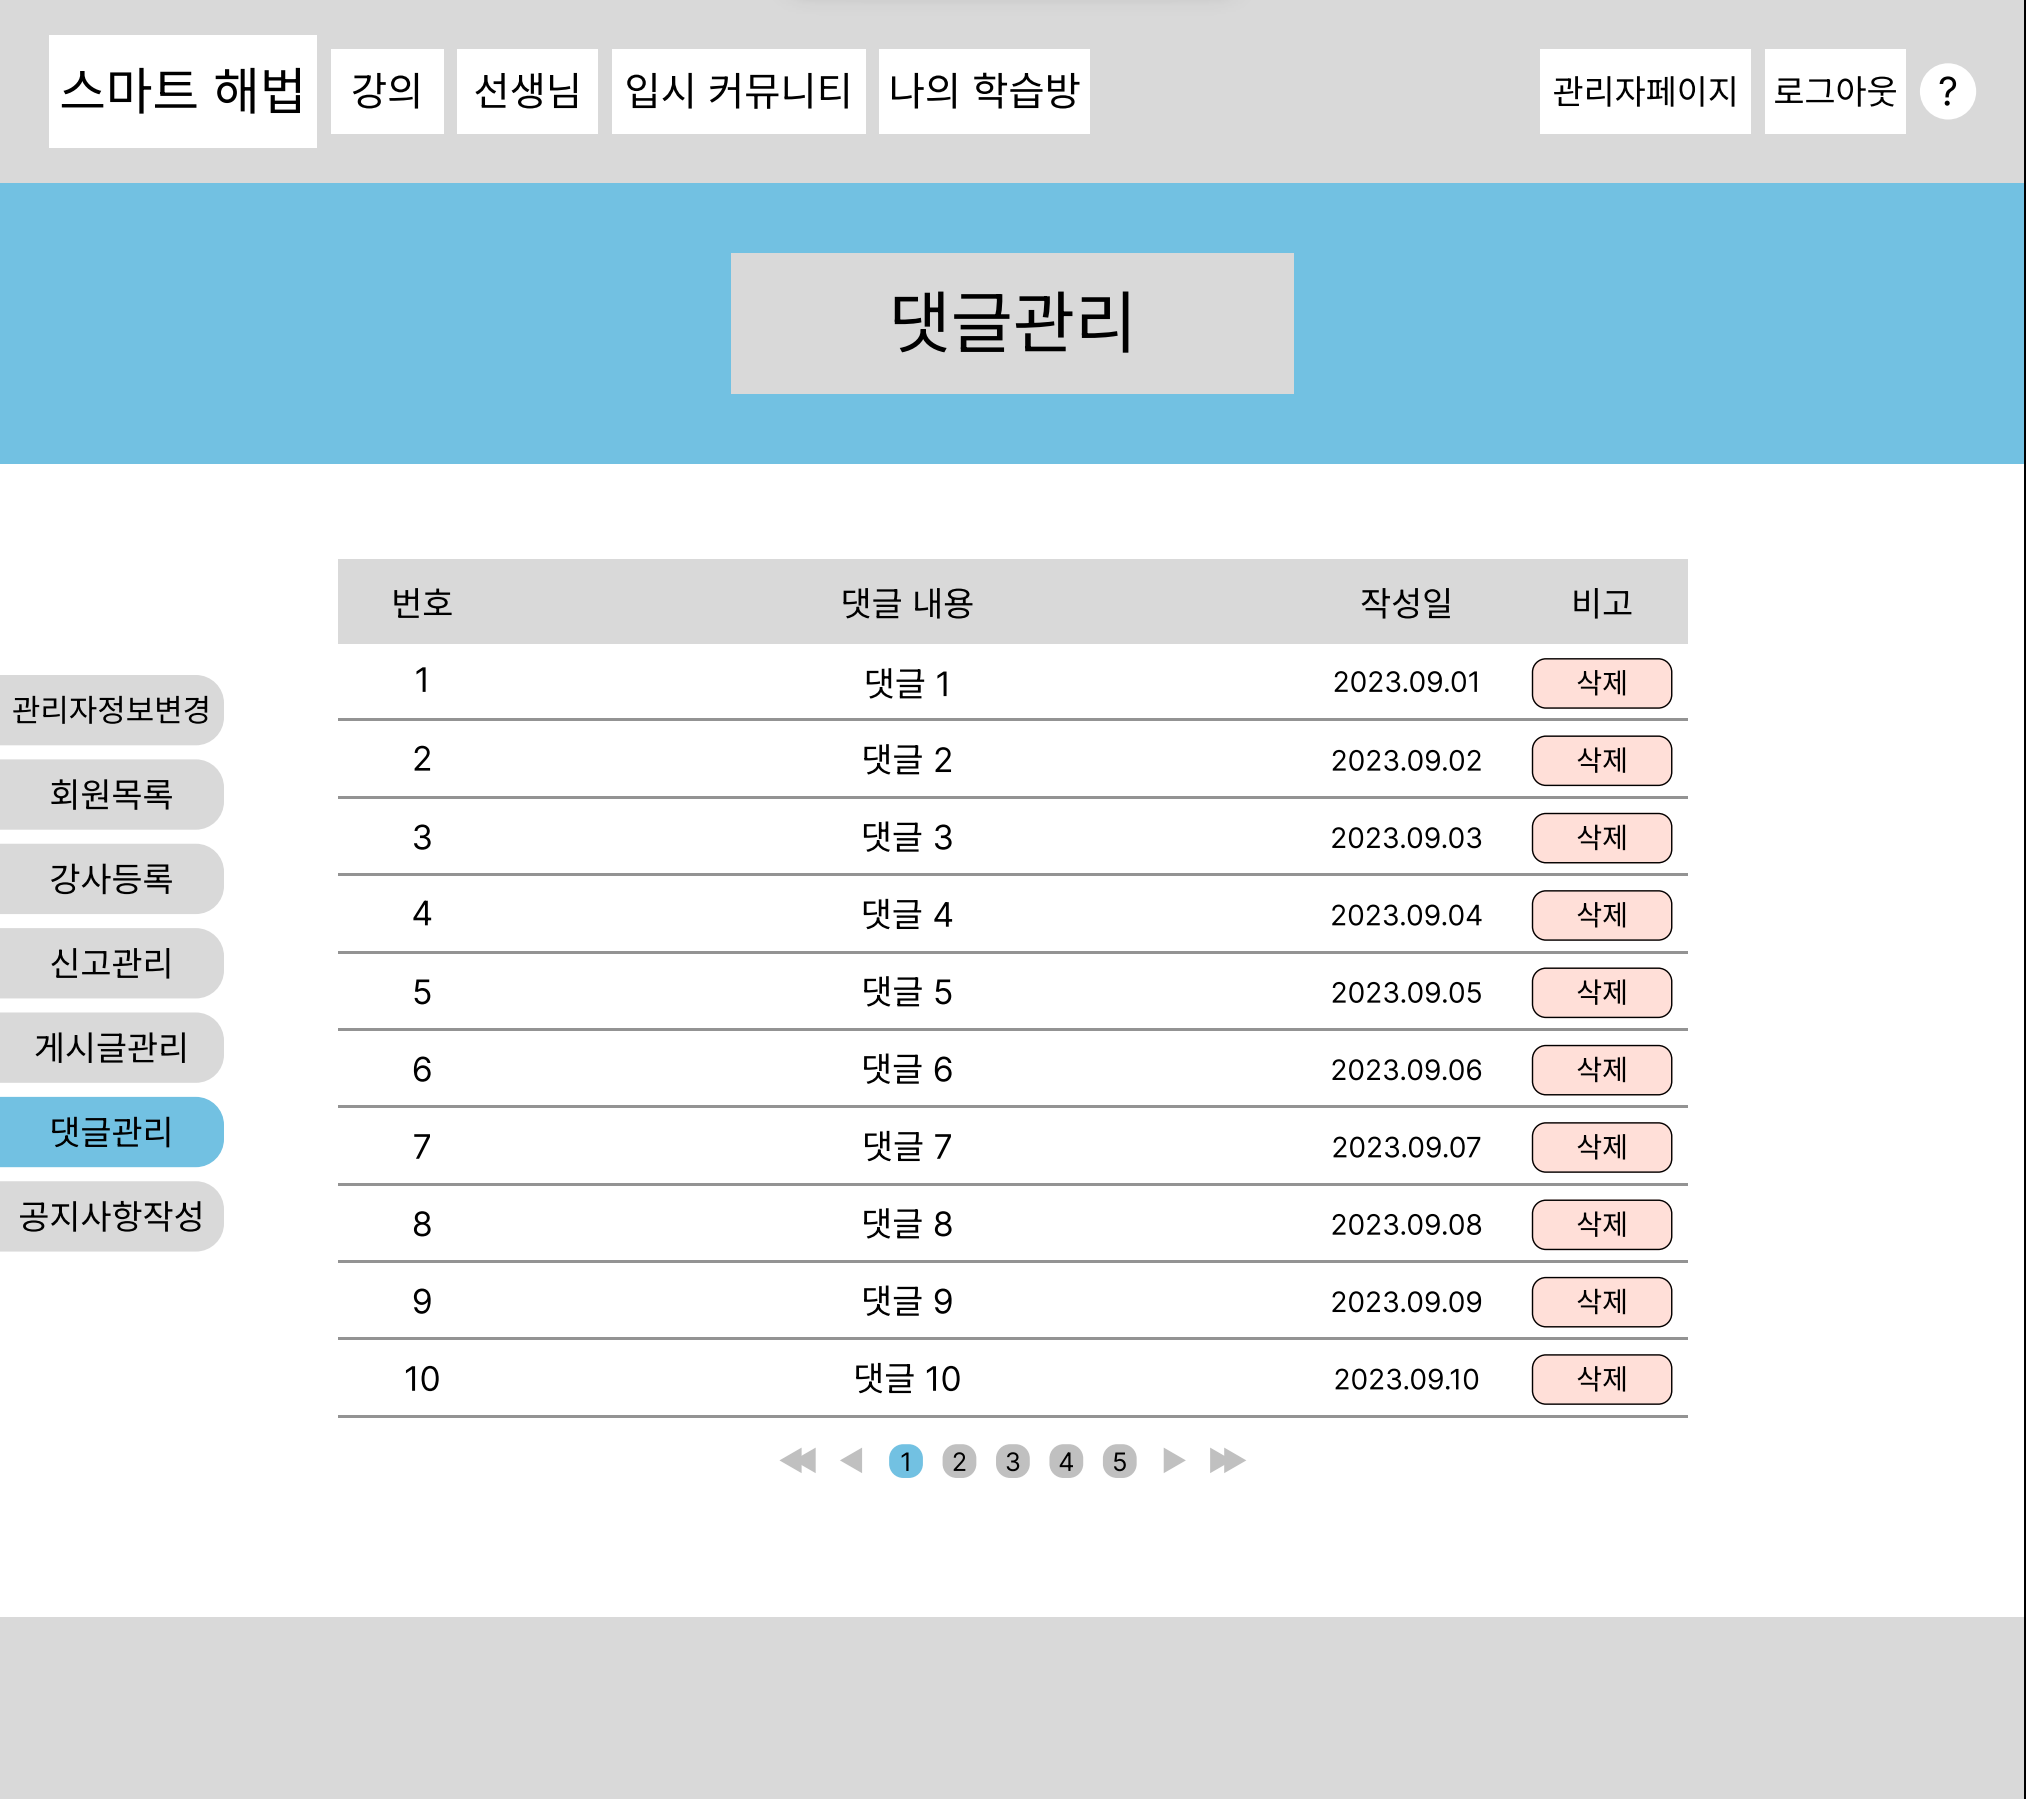 스마트 해법 강의 선생님 입시 커뮤니티 나의 학습방 관리자페이지 로그아웃 ?
댓글관리
관리자정보변경
회원목록
강사등록
신고관리
게시글관리
댓글관리
공지사항작성
번호 댓글 내용 작성일 비고
1 댓글 1 2023.09.01 삭제
2 댓글 2 2023.09.02 삭제
3 댓글 3 2023.09.03 삭제
4 댓글 4 2023.09.04 삭제
5 댓글 5 2023.09.05 삭제
6 댓글 6 2023.09.06 삭제
7 댓글 7 2023.09.07 삭제
8 댓글 8 2023.09.08 삭제
9 댓글 9 2023.09.09 삭제
10 댓글 10 2023.09.10 삭제
1 2 3 4 5